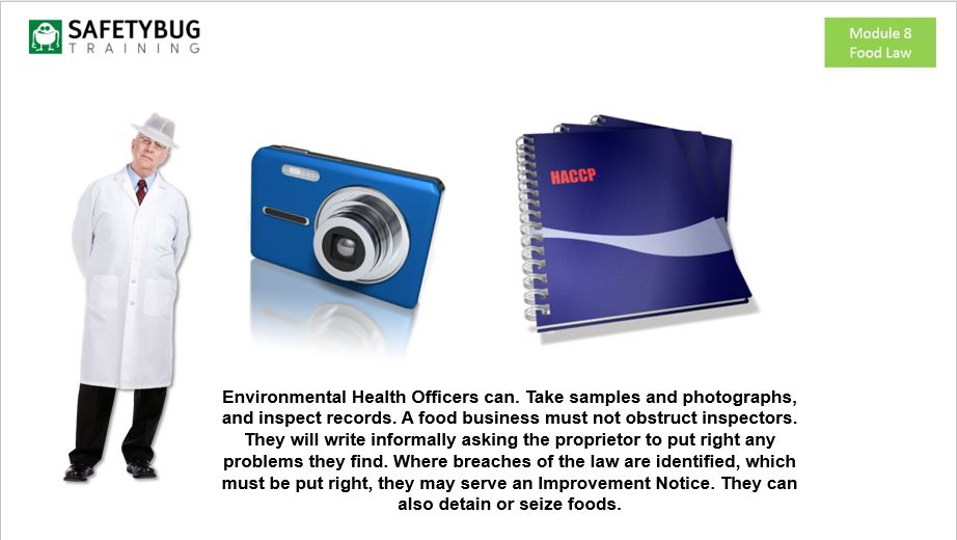 SAFETYBUG
TRAINING
Module 8
Food Law
HACCP
Environmental Health Officers can. Take samples and photographs,
and inspect records. A food business must not obstruct inspectors.
They will write informally asking the proprietor to put right any
problems they find. Where breaches of the law are identified, which
must be put right, they may serve an Improvement Notice. They can
also detain or seize foods.